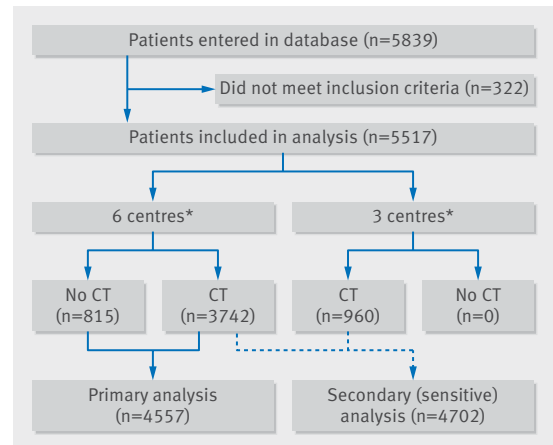 Patients entered in database (n=5839)
Did not meet inclusion criteria (n=322)
Patients included in analysis (n=5517)
6 centres*
3 centres*
No CT
(n=815)
CT
(n=3742)
CT
(n=960)
No CT
(n=0)
Primary analysis
(n=4557)
Secondary (sensitive)
analysis (n=4702)